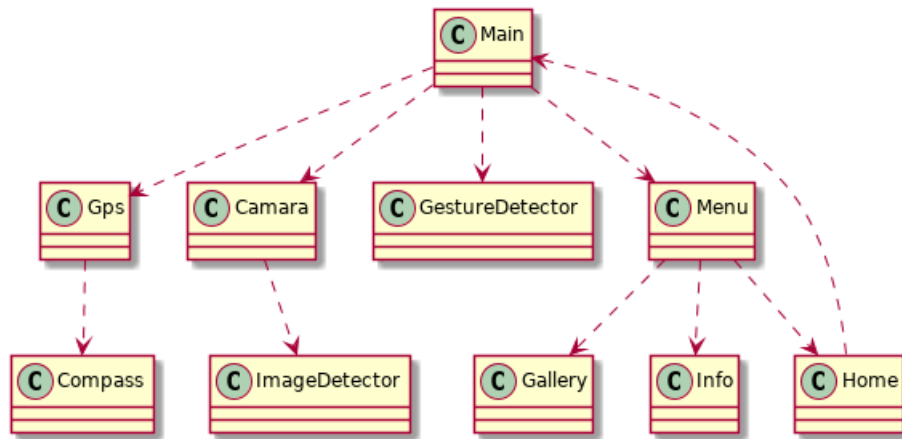 C Main
C Gps
C Camara
C GestureDetector
C Menu
C Compass
C ImageDetector
C Gallery
C Info
C Home